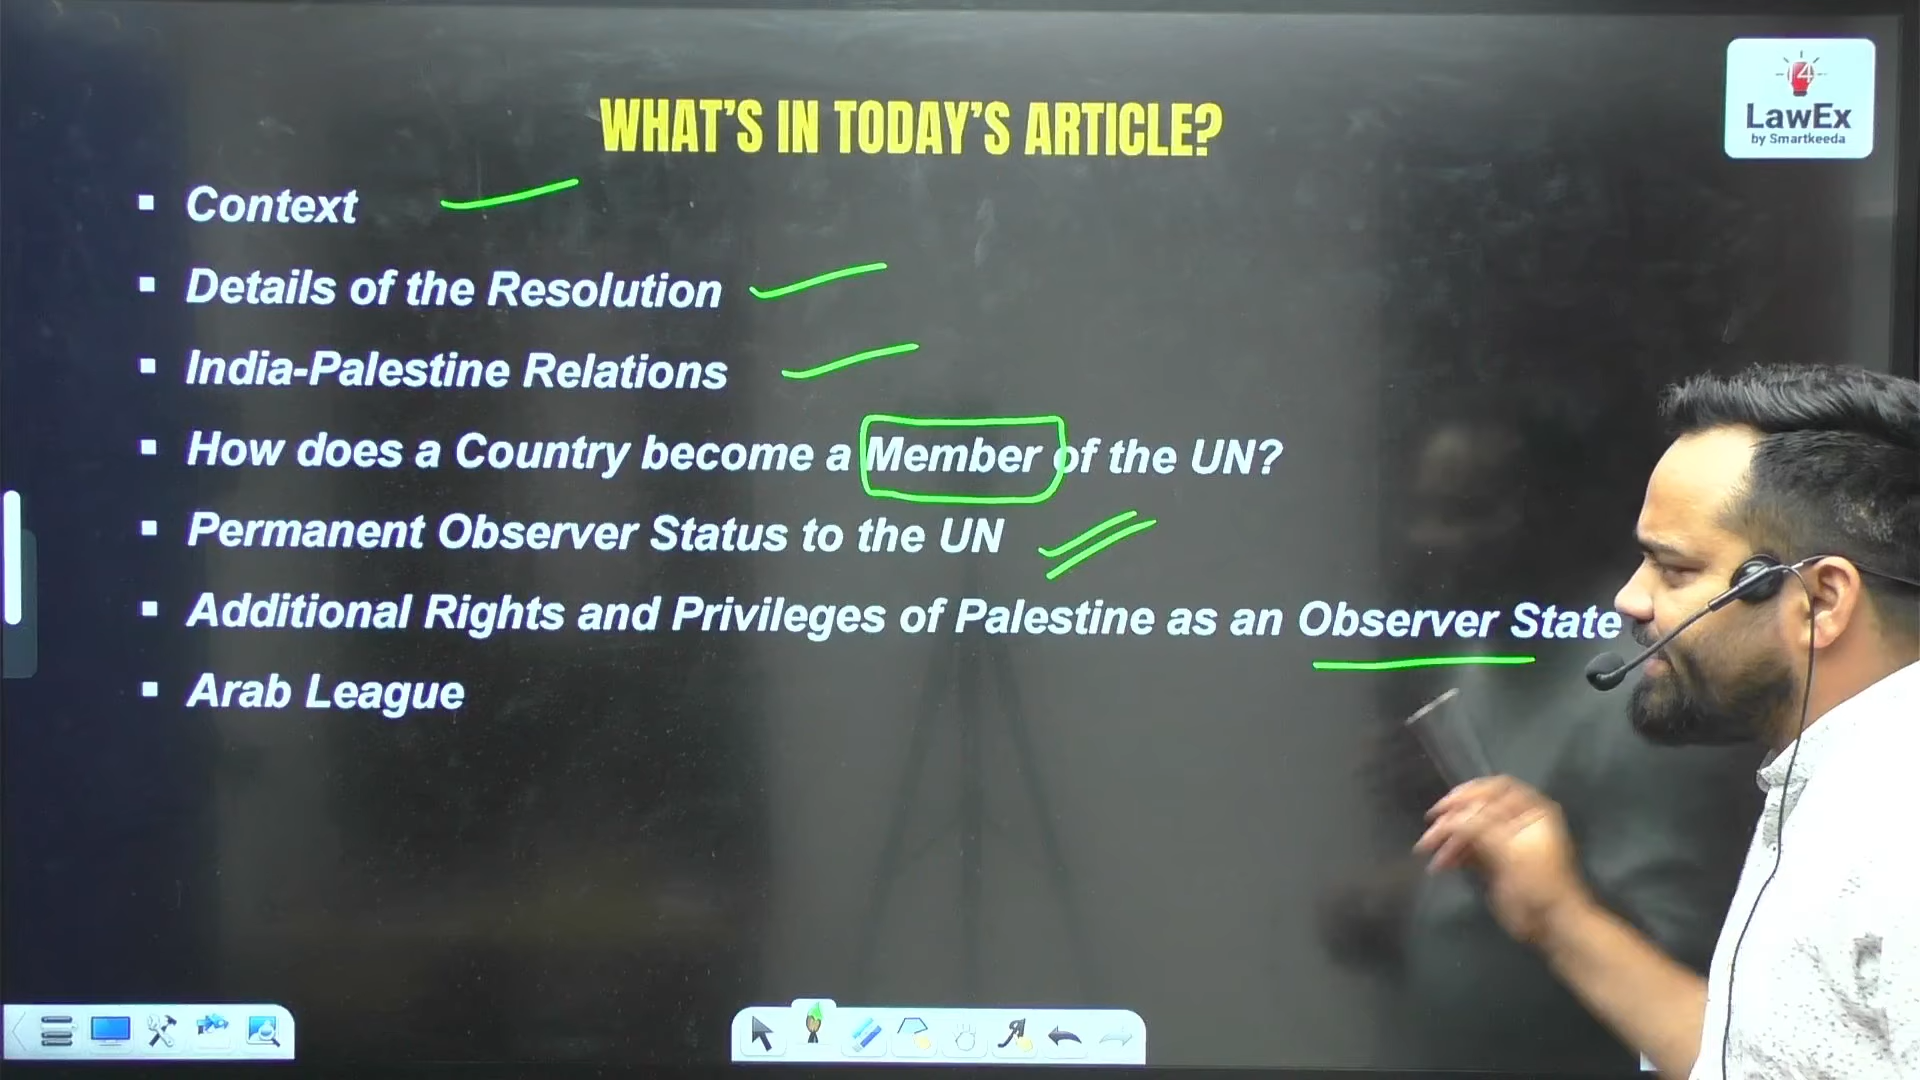 WHAT'S IN TODAY'S ARTICLE?
14
LawEx
by Smartkeeda
▪ Context
▪ Details of the Resolution
▪ India-Palestine Relations
▪ How does a Country become a Member of the UN?
▪ Permanent Observer Status to the UN
▪ Additional Rights and Privileges of Palestine as an Observer State
▪ Arab League